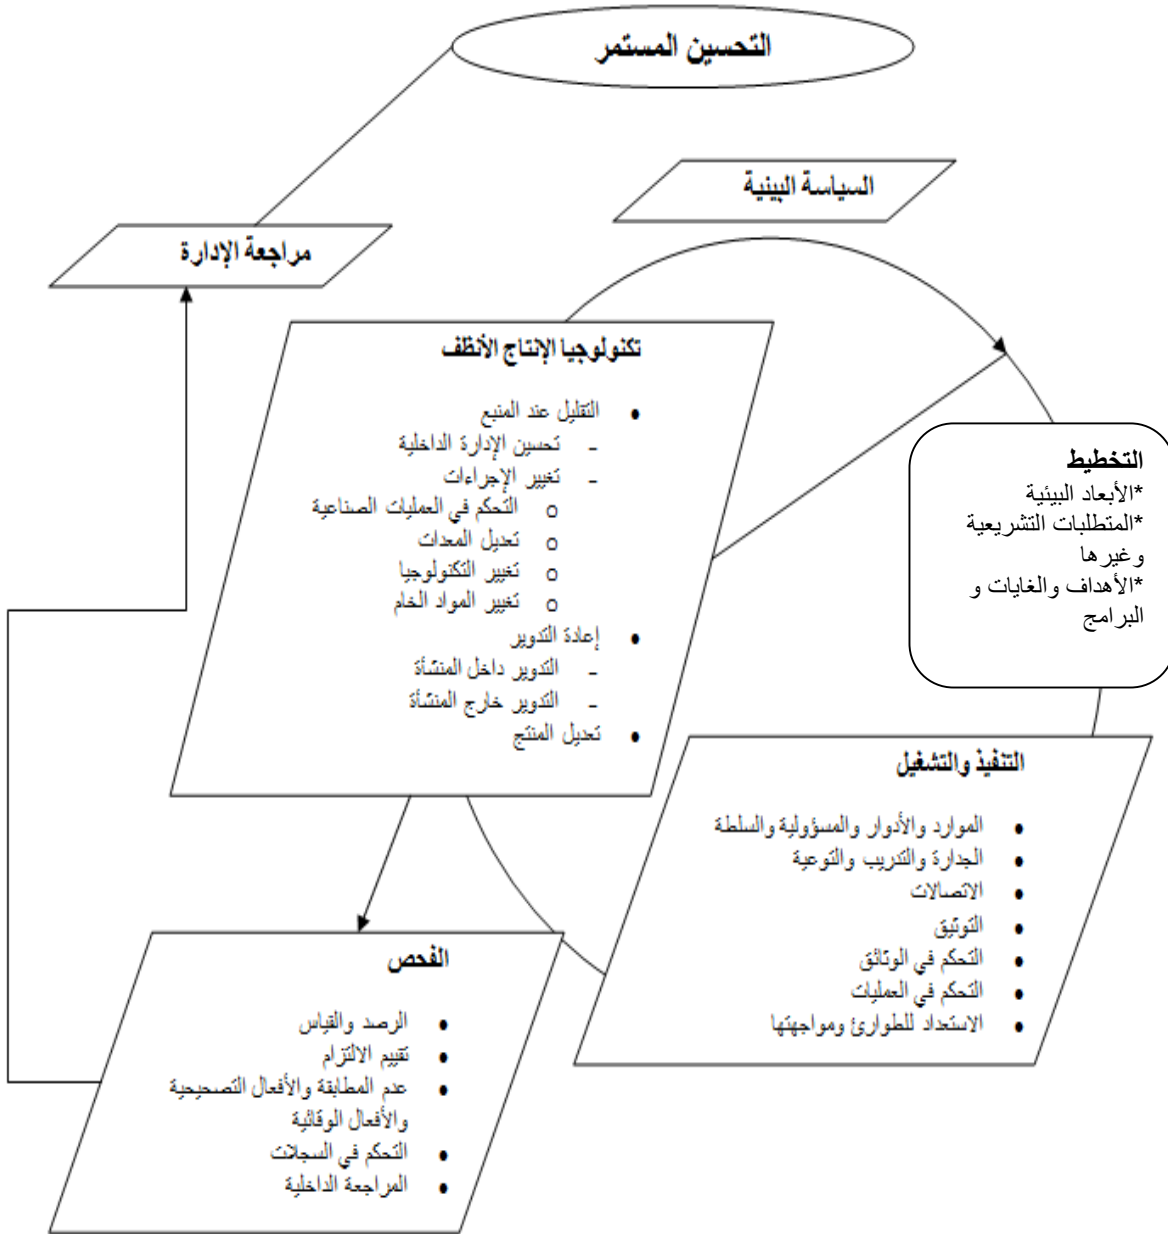 التحسين المستمر
السياسة البيئية
مراجعة الإدارة
تكنولوجيا الإنتاج الأنظف
• التقليل عند المنبع
- تحسين الإدارة الداخلية
- تغيير الإجراءات
o التحكم في العمليات الصناعية
o تعديل المعدات
o تغيير التكنولوجيا
o تغيير المواد الخام
• إعادة التدوير
- التدوير داخل المنشأة
- التدوير خارج المنشأة
• تعديل المنتج
التخطيط
*الأبعاد البيئية
*المتطلبات التشريعية
وغيرها
*الأهداف والغايات و
البرامج
التنفيذ والتشغيل
• الموارد والأدوار والمسؤولية والسلطة
• الجدارة والتدريب والتوعية
• الاتصالات
• التوثيق
• التحكم في الوثائق
• التحكم في العمليات
• الاستعداد للطوارئ ومواجهتها
الفحص
• الرصد والقياس
• تقييم الالتزام
• عدم المطابقة والأفعال التصحيحية
والأفعال الوقائية
• التحكم في السجلات
• المراجعة الداخلية